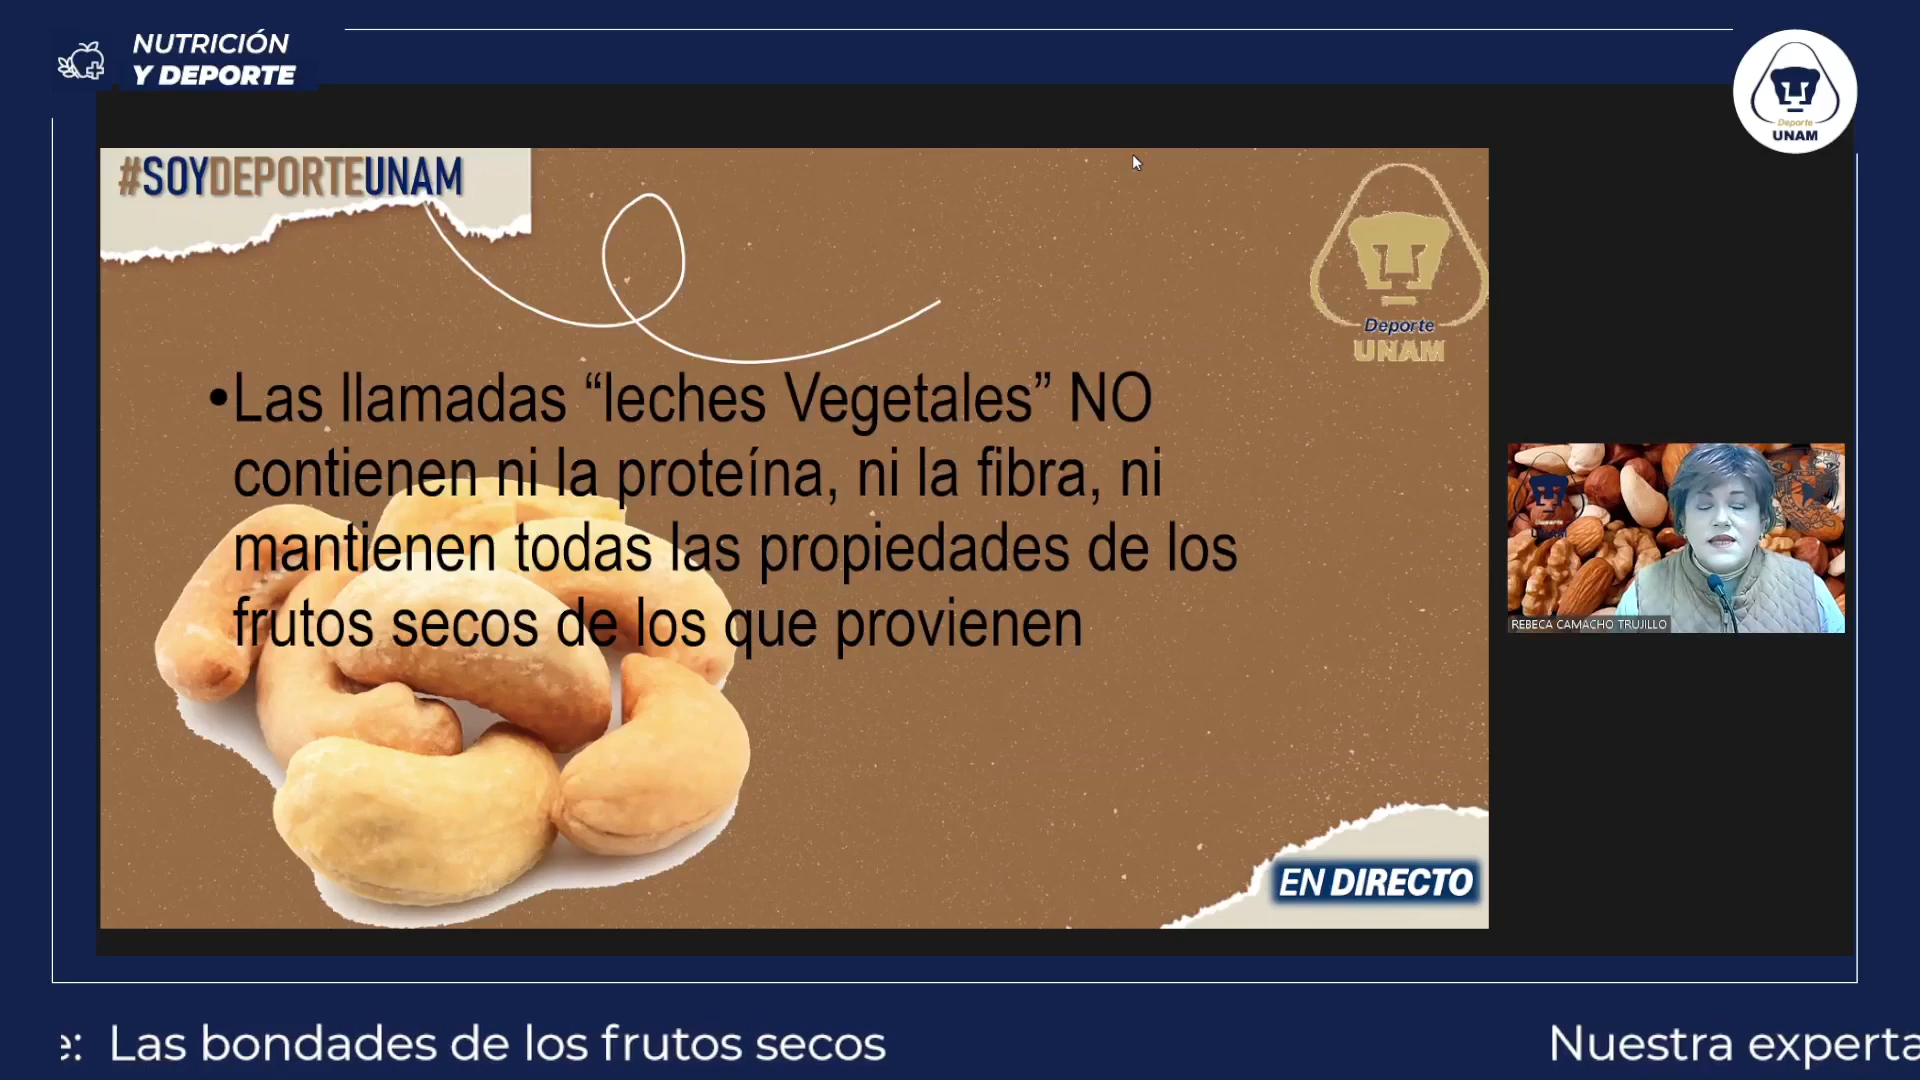 NUTRICIÓN
Y DEPORTE
Deporte
UNAM
#SOYDEPORTEUNAM
Deporte
UNAM
•Las llamadas “leches Vegetales” NO
contienen ni la proteína, ni la fibra, ni
mantienen todas las propiedades de los
frutos secos de los que provienen
REBECA CAMACHO TRUJILLO
EN DIRECTO
e: Las bondades de los frutos secos
Nuestra experta